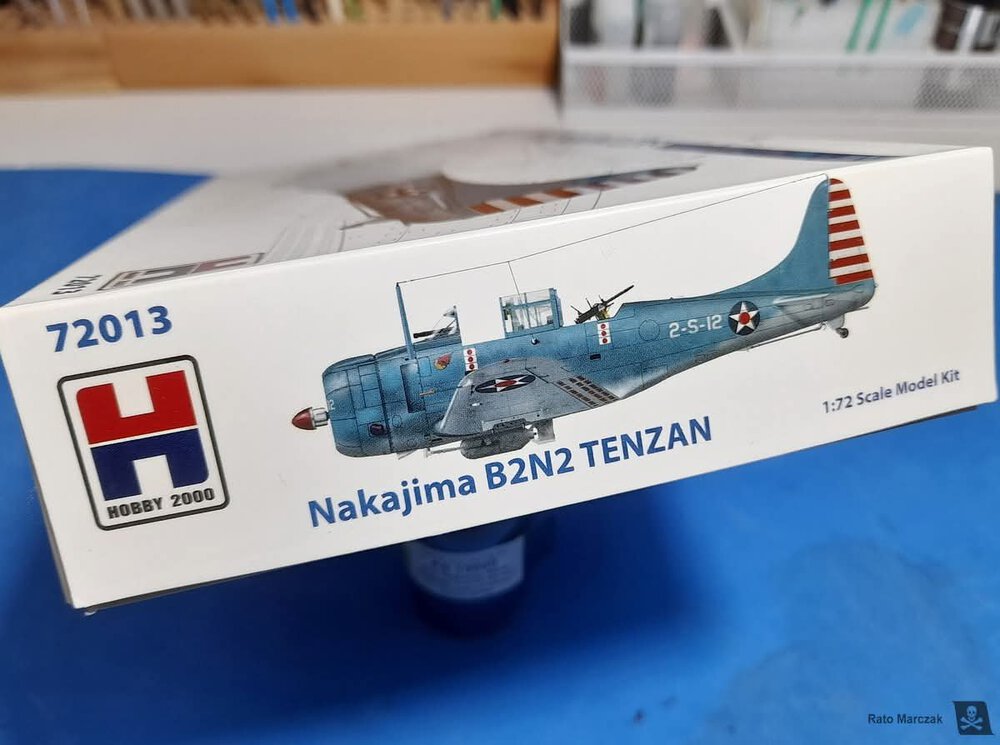 72013
HOBBY 2000
2-S-12
Nakajima B2N2 TENZAN
1:72 Scale Model Kit
Rato Marczak